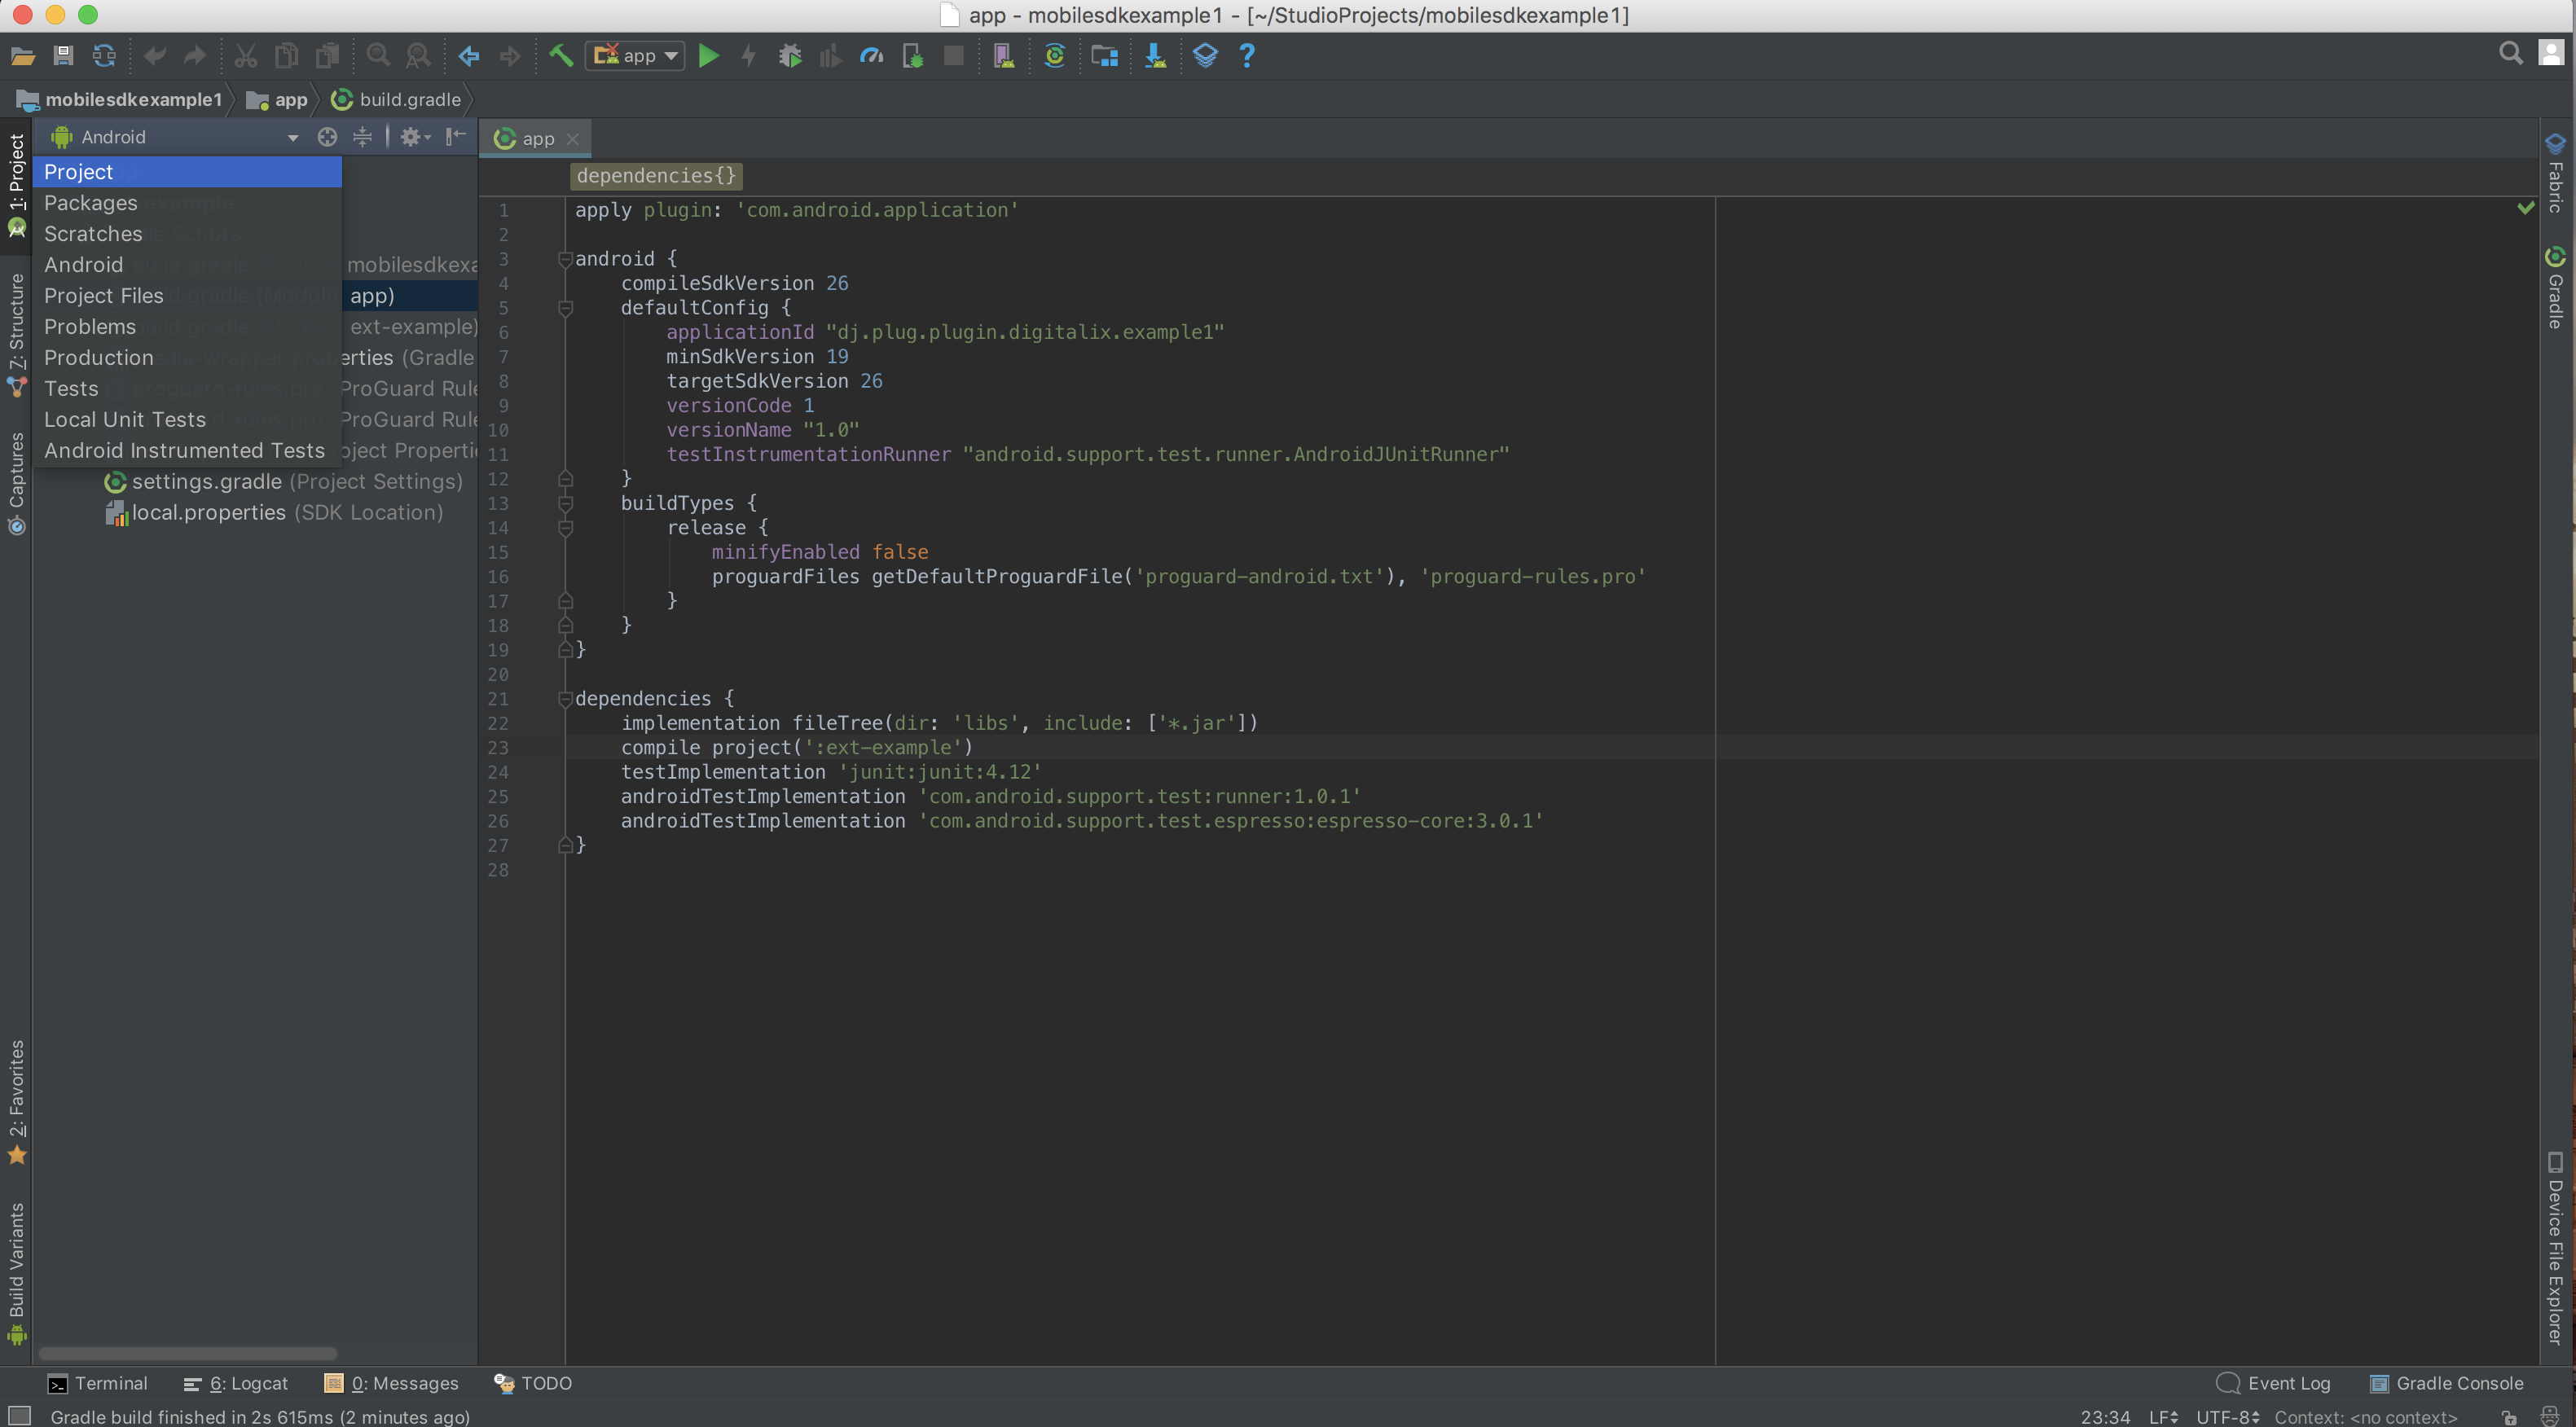 app - mobilesdkexample1 - [~/StudioProjects/mobilesdkexample1]
app
mobilesdkexample1 app build.gradle
Android
app
Project
Packages
Scratches
Android
Project Files
Problems
Production
Tests
Local Unit Tests
Android Instrumented Tests
mobilesdkexa
app)
ext-example)
erties (Gradle
ProGuard Rule
ProGuard Rule
oject Properti
settings.gradle (Project Settings)
local.properties (SDK Location)
1: Project
7: Structure
Captures
2: Favorites
Build Variants
dependencies{}
1 apply plugin: 'com.android.application'
2
3 android {
4 compileSdkVersion 26
5 defaultConfig {
6 applicationId "dj.plug.plugin.digitalix.example1"
7 minSdkVersion 19
8 targetSdkVersion 26
9 versionCode 1
10 versionName "1.0"
11 testInstrumentationRunner "android.support.test.runner.AndroidJUnitRunner"
12 }
13 buildTypes {
14 release {
15 minifyEnabled false
16 proguardFiles getDefaultProguardFile('proguard-android.txt'), 'proguard-rules.pro'
17 }
18 }
19 }
20
21 dependencies {
22 implementation fileTree(dir: 'libs', include: ['*.jar'])
23 compile project(':ext-example')
24 testImplementation 'junit:junit:4.12'
25 androidTestImplementation 'com.android.support.test:runner:1.0.1'
26 androidTestImplementation 'com.android.support.test.espresso:espresso-core:3.0.1'
27 }
28
Fabric
Gradle
Device File Explorer
Terminal 6: Logcat 0: Messages TODO Event Log Gradle Console
Gradle build finished in 2s 615ms (2 minutes ago) 23:34 LF UTF-8 Context: <no context>